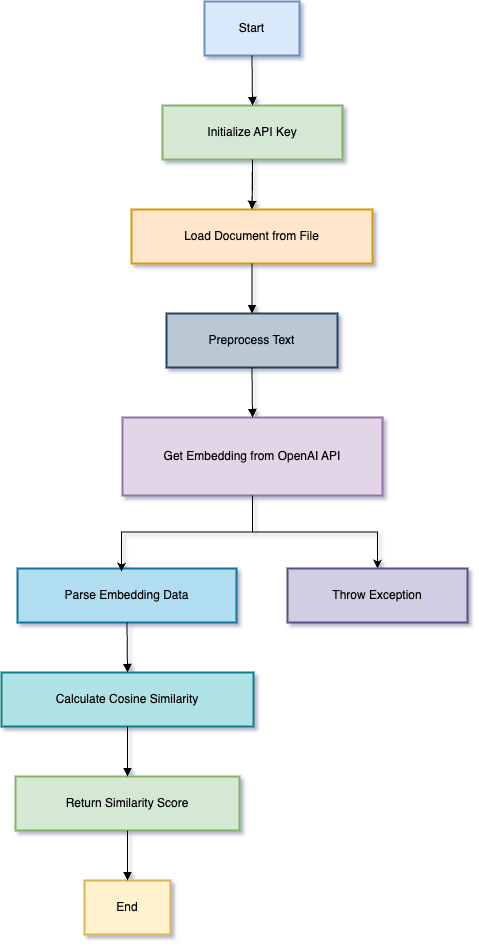 Start
Initialize API Key
Load Document from File
Preprocess Text
Get Embedding from OpenAI API
Parse Embedding Data
Throw Exception
Calculate Cosine Similarity
Return Similarity Score
End